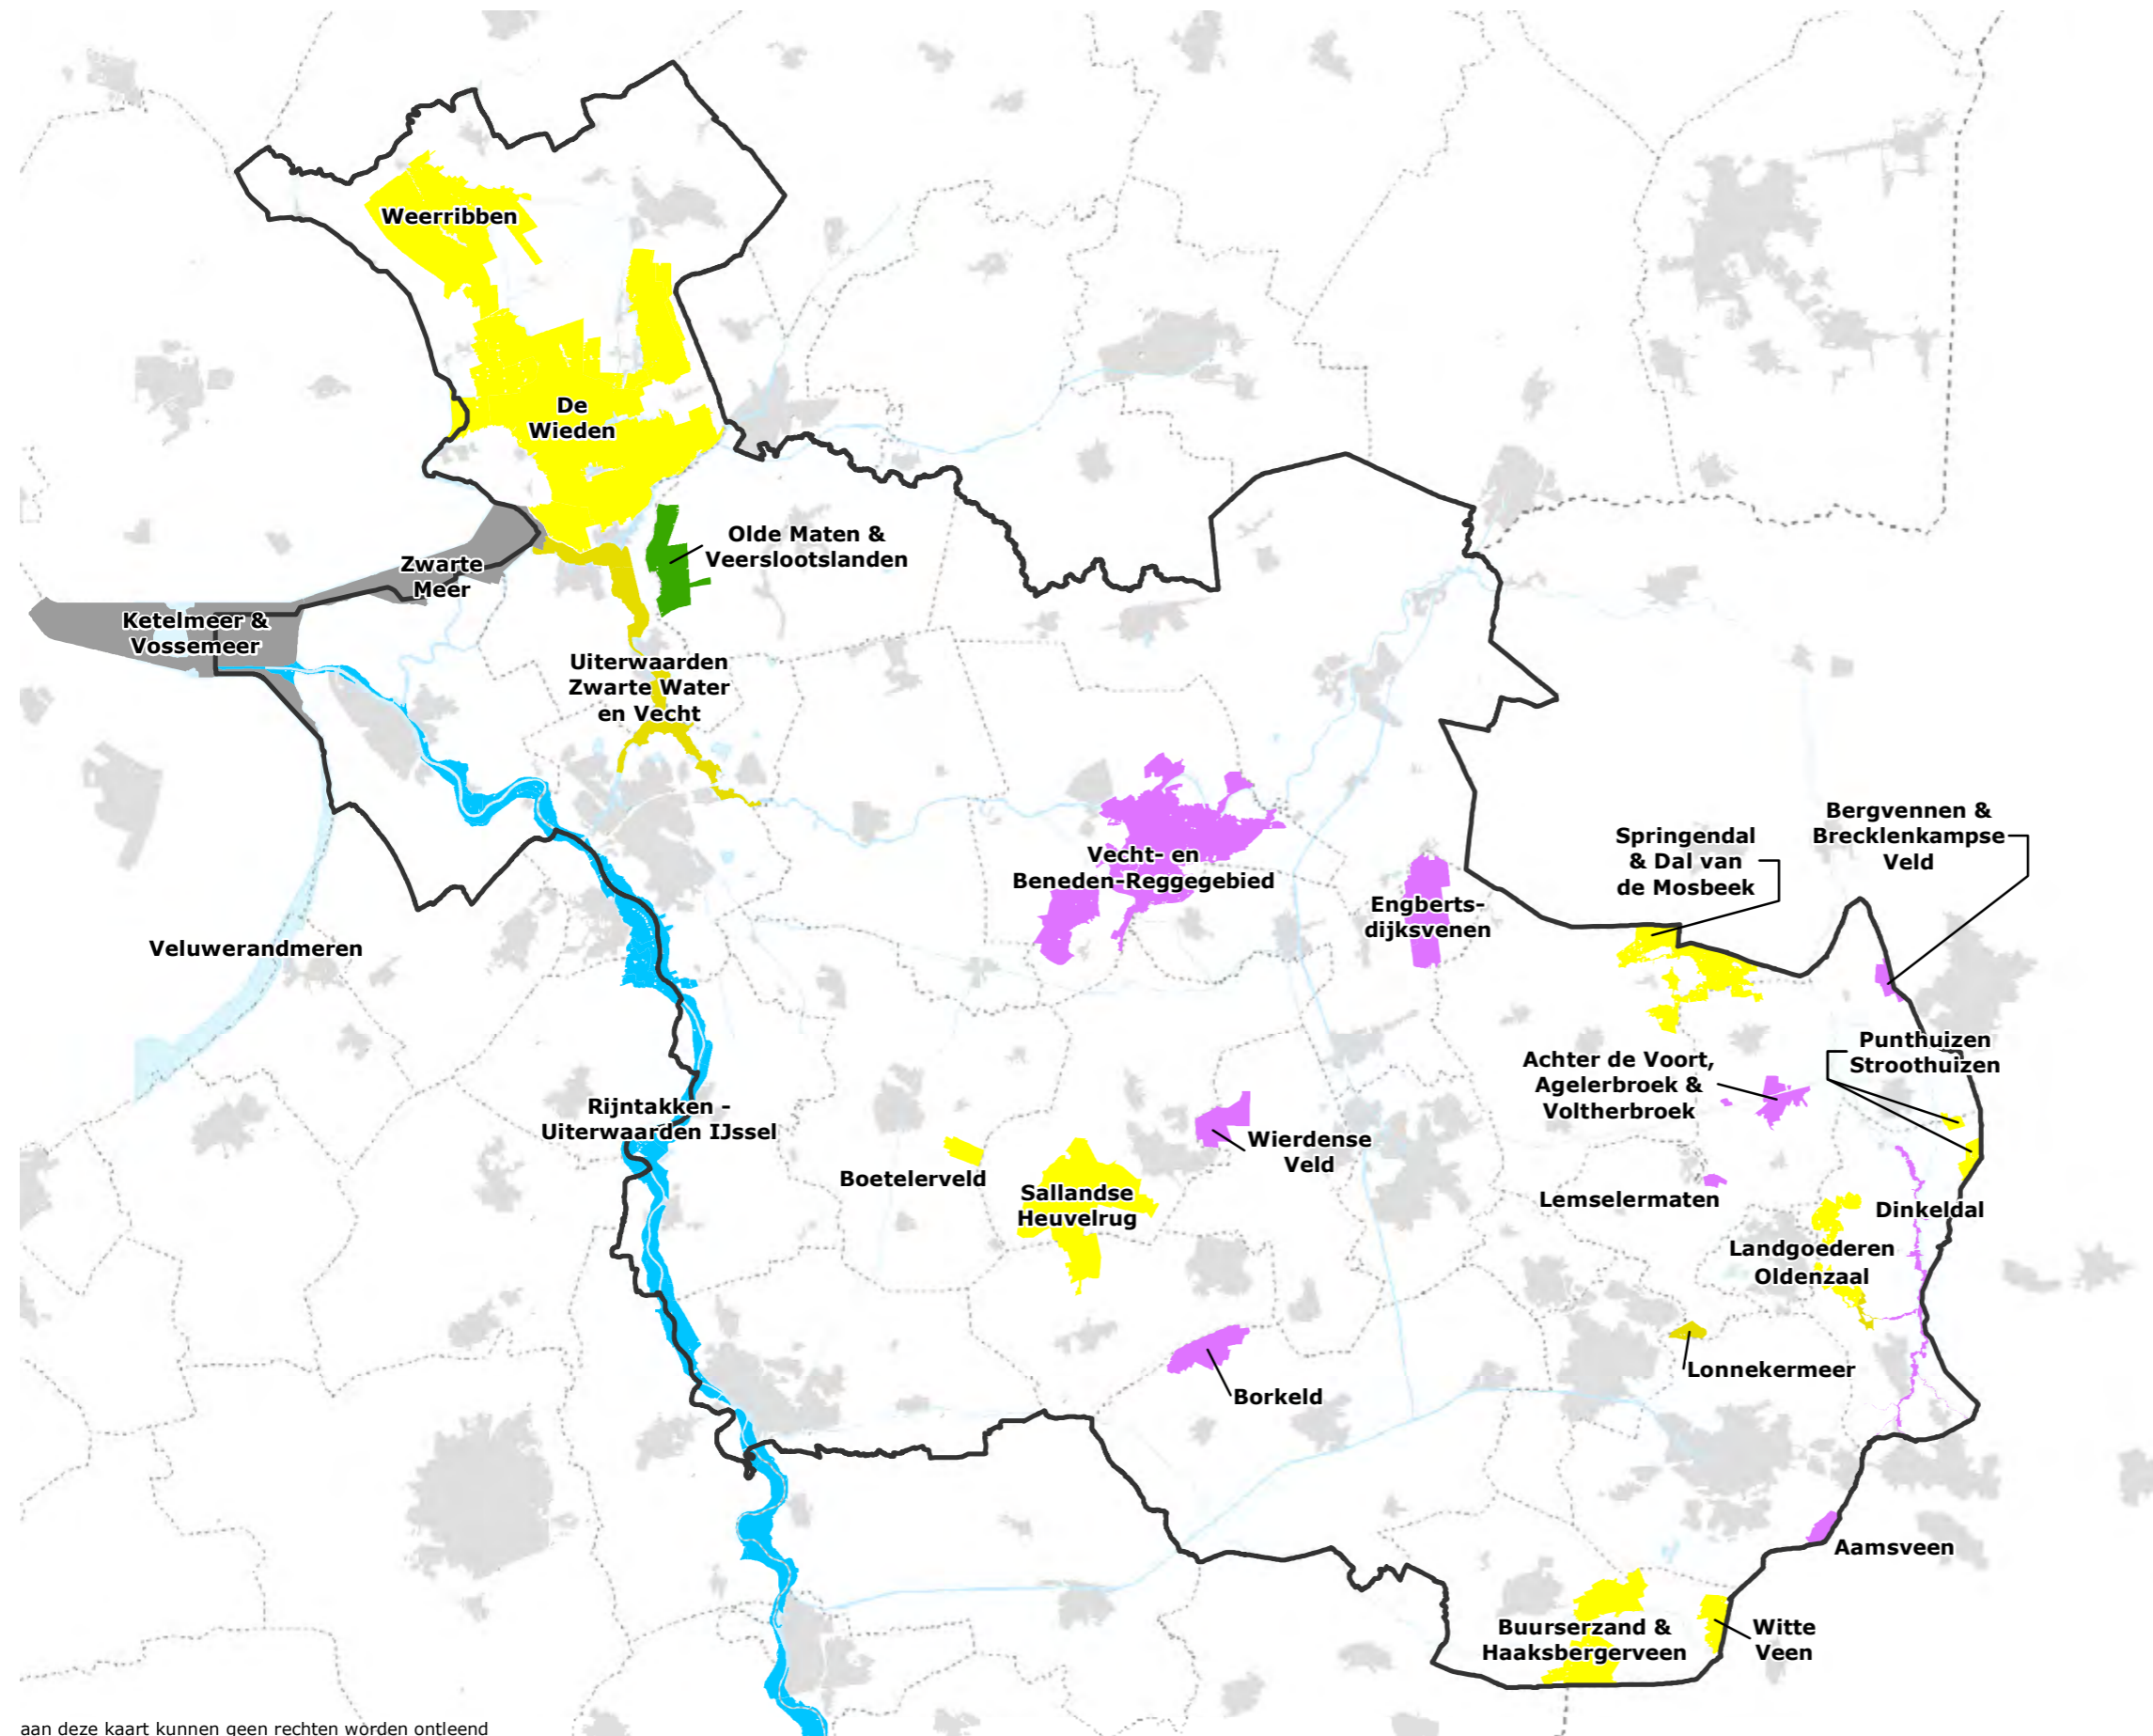 Weerribben
De
Wieden
Olde Maten &
Veerslootslanden
Zwarte
Meer
Ketelmeer &
Vossemeer
Uiterwaarden
Zwarte Water
en Vecht
Bergvennen &
Brecklenkampse
Veld
Springendal
& Dal van
de Mosbeek
Vecht- en
Beneden-Reggegebied
Engberts-
dijksvenen
Veluwerandmeren
Punthuizen
Stroothuizen
Achter de Voort,
Agelerbroek &
Voltherbroek
Rijntakken -
Uiterwaarden IJssel
Wierdense
Veld
Boetelerveld
Sallandse
Heuvelrug
Lemselermaten
Dinkeldal
Landgoederen
Oldenzaal
Lonnekermeer
Borkeld
Aamsveen
Buurserzand &
Haaksbergerveen
Witte
Veen
aan deze kaart kunnen geen rechten worden ontleend